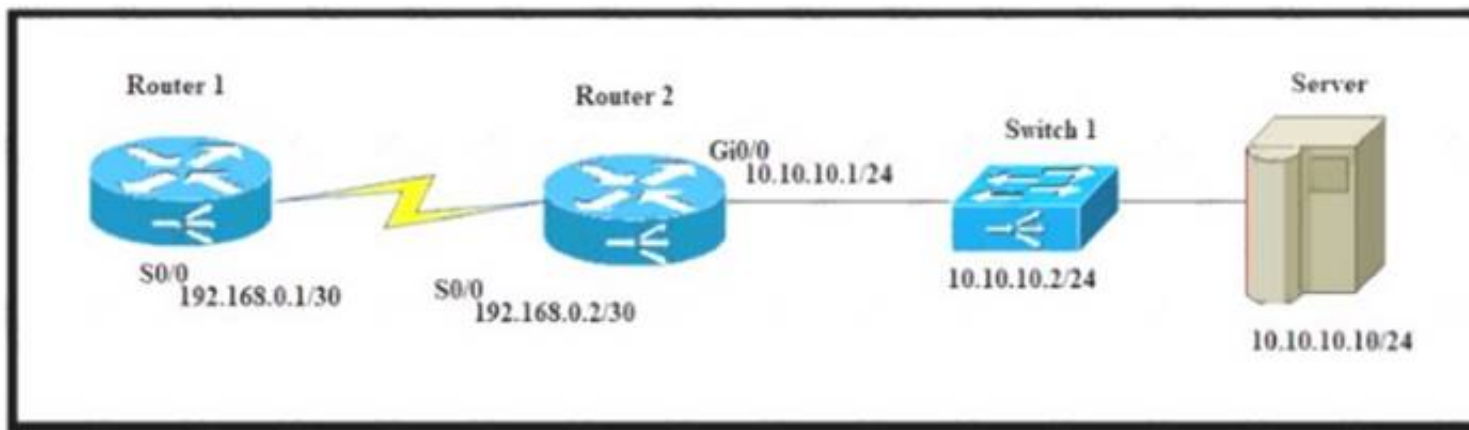 Router 1
S0/0
192.168.0.1/30
Router 2
S0/0
192.168.0.2/30
Gi0/0
10.10.10.1/24
Switch 1
10.10.10.2/24
Server
10.10.10.10/24